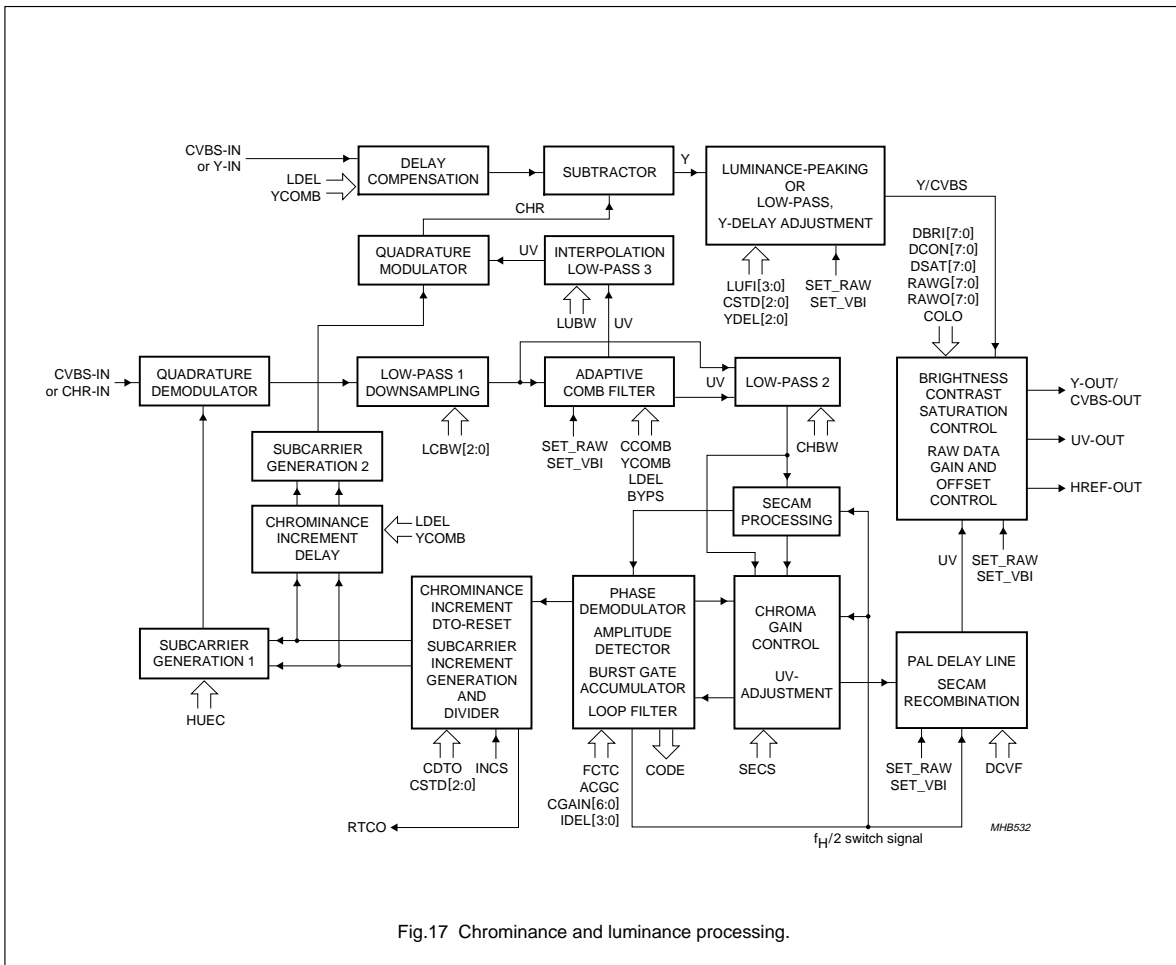 CVBS-IN
or Y-IN
LDEL
YCOMB
DELAY
COMPENSATION
SUBTRACTOR
Y
LUMINANCE-PEAKING
OR
LOW-PASS,
Y-DELAY ADJUSTMENT
Y/CVBS
CHR
QUADRATURE
MODULATOR
UV
INTERPOLATION
LOW-PASS 3
LUBW
UV
LUFI[3:0]
CSTD[2:0]
YDEL[2:0]
SET_RAW
SET_VBI
DBRI[7:0]
DCON[7:0]
DSAT[7:0]
RAWG[7:0]
RAWO[7:0]
COLO
CVBS-IN
or CHR-IN
QUADRATURE
DEMODULATOR
LOW-PASS 1
DOWNSAMPLING
LCBW[2:0]
ADAPTIVE
COMB FILTER
UV
LOW-PASS 2
CHBW
SET_RAW
SET_VBI
CCOMB
YCOMB
LDEL
BYPS
BRIGHTNESS
CONTRAST
SATURATION
CONTROL
RAW DATA
GAIN AND
OFFSET
CONTROL
Y-OUT/
CVBS-OUT
UV-OUT
HREF-OUT
SUBCARRIER
GENERATION 2
CHROMINANCE
INCREMENT
DELAY
LDEL
YCOMB
SECAM
PROCESSING
UV
SET_RAW
SET_VBI
SUBCARRIER
GENERATION 1
HUEC
CHROMINANCE
INCREMENT
DTO-RESET
SUBCARRIER
INCREMENT
GENERATION
AND
DIVIDER
CDTO
CSTD[2:0]
INCS
PHASE
DEMODULATOR
AMPLITUDE
DETECTOR
BURST GATE
ACCUMULATOR
LOOP FILTER
FCTC
ACGC
CGAIN[6:0]
IDEL[3:0]
CODE
CHROMA
GAIN
CONTROL
UV-
ADJUSTMENT
SECS
PAL DELAY LINE
SECAM
RECOMBINATION
SET_RAW
SET_VBI
DCVF
RTCO
fH/2 switch signal
MHB532
Fig.17 Chrominance and luminance processing.